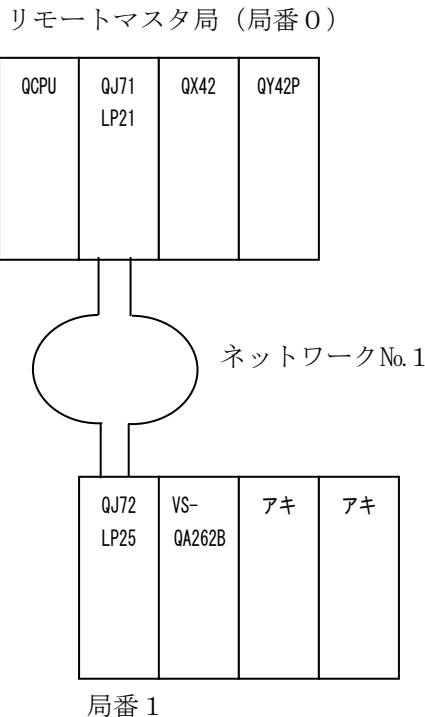 リモートマスタ局（局番０）
QCPU
QJ71
LP21
QX42
QY42P
ネットワーク№１
QJ72
LP25
VS-
QA262B
アキ
アキ
局番１